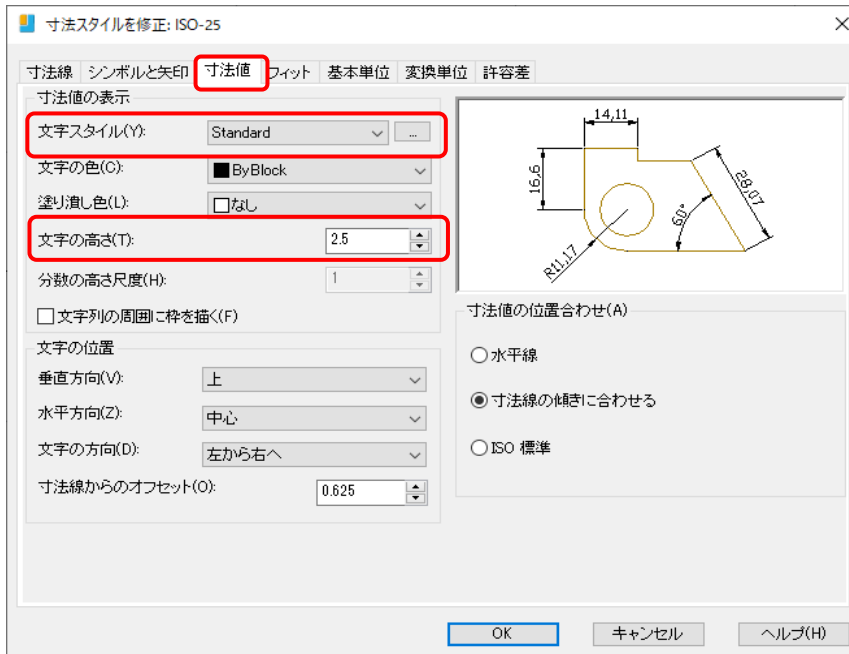 寸法スタイルを修正: ISO-25
寸法線 シンボルと矢印 寸法値 フィット 基本単位 変換単位 許容差
寸法値の表示
文字スタイル(Y): Standard ...
文字の色(C): ByBlock
塗り潰し色(L): なし
文字の高さ(T): 2.5
分数の高さ尺度(H): 1
文字列の周囲に枠を描く(F)
文字の位置
垂直方向(V): 上
水平方向(Z): 中心
文字の方向(D): 左から右へ
寸法線からのオフセット(O): 0.625
14,11
16,6
28,07
60°
R11,17
寸法値の位置合わせ(A)
水平線
寸法線の傾きに合わせる
ISO 標準
OK キャンセル ヘルプ(H)